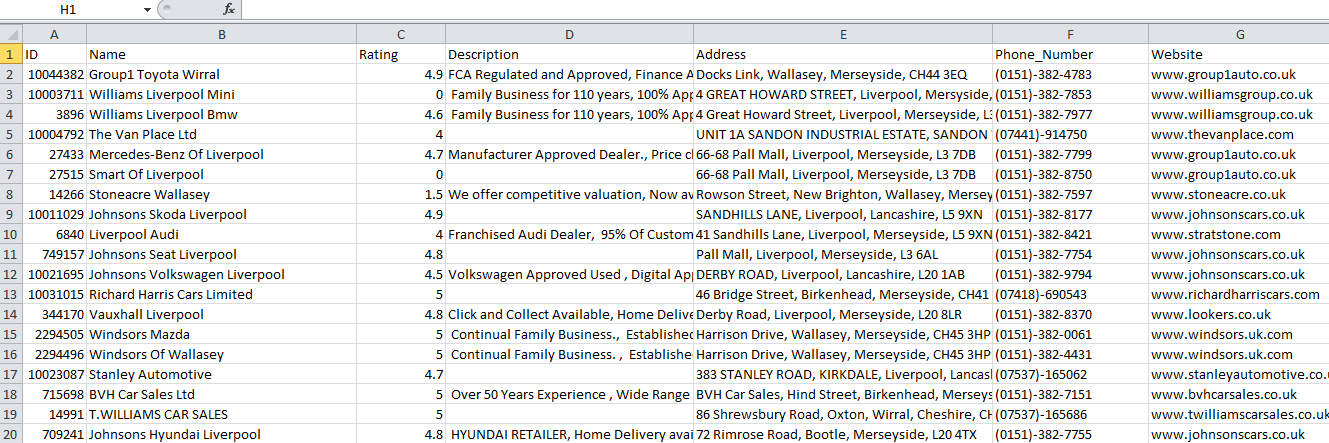 H1 fx
A B C D E F G
1 ID Name Rating Description Address Phone_Number Website
2 10044382 Group1 Toyota Wirral 4.9 FCA Regulated and Approved, Finance A Docks Link, Wallasey, Merseyside, CH44 3EQ (0151)-382-4783 www.group1auto.co.uk
3 10003711 Williams Liverpool Mini 0 Family Business for 110 years, 100% App 4 GREAT HOWARD STREET, Liverpool, Mersyside, (0151)-382-7853 www.williamsgroup.co.uk
4 3896 Williams Liverpool Bmw 4.6 Family Business for 110 years, 100% App 4 Great Howard Street, Liverpool, Merseyside, L3 (0151)-382-7977 www.williamsgroup.co.uk
5 10004792 The Van Place Ltd 4 UNIT 1A SANDON INDUSTRIAL ESTATE, SANDON (07441)-914750 www.thevanplace.com
6 27433 Mercedes-Benz Of Liverpool 4.7 Manufacturer Approved Dealer., Price ch 66-68 Pall Mall, Liverpool, Merseyside, L3 7DB (0151)-382-7799 www.group1auto.co.uk
7 27515 Smart Of Liverpool 0 66-68 Pall Mall, Liverpool, Merseyside, L3 7DB (0151)-382-8750 www.group1auto.co.uk
8 14266 Stoneacre Wallasey 1.5 We offer competitive valuation, Now av Rowson Street, New Brighton, Wallasey, Mersey (0151)-382-7597 www.stoneacre.co.uk
9 10011029 Johnsons Skoda Liverpool 4.9 SANDHILLS LANE, Liverpool, Lancashire, L5 9XN (0151)-382-8177 www.johnsonscars.co.uk
10 6840 Liverpool Audi 4 Franchised Audi Dealer, 95% Of Custom 41 Sandhills Lane, Liverpool, Merseyside, L5 9XN (0151)-382-8421 www.stratstone.com
11 749157 Johnsons Seat Liverpool 4.8 Pall Mall, Liverpool, Merseyside, L3 6AL (0151)-382-7754 www.johnsonscars.co.uk
12 10021695 Johnsons Volkswagen Liverpool 4.5 Volkswagen Approved Used , Digital App DERBY ROAD, Liverpool, Lancashire, L20 1AB (0151)-382-9794 www.johnsonscars.co.uk
13 10031015 Richard Harris Cars Limited 5 46 Bridge Street, Birkenhead, Merseyside, CH41 (07418)-690543 www.richardharriscars.com
14 344170 Vauxhall Liverpool 4.8 Click and Collect Available, Home Delive Derby Road, Liverpool, Merseyside, L20 8LR (0151)-382-8370 www.lookers.co.uk
15 2294505 Windsors Mazda 5 Continual Family Business., Established Harrison Drive, Wallasey, Merseyside, CH45 3HP (0151)-382-0061 www.windsors.uk.com
16 2294496 Windsors Of Wallasey 5 Continual Family Business. , Establishe Harrison Drive, Wallasey, Merseyside, CH45 3HP (0151)-382-4431 www.windsors.uk.com
17 10023087 Stanley Automotive 4.7 383 STANLEY ROAD, KIRKDALE, Liverpool, Lancas (07537)-165062 www.stanleyautomotive.co.u
18 715698 BVH Car Sales Ltd 5 Over 50 Years Experience , Wide Range BVH Car Sales, Hind Street, Birkenhead, Merseys (0151)-382-7151 www.bvhcarsales.co.uk
19 14991 T.WILLIAMS CAR SALES 5 86 Shrewsbury Road, Oxton, Wirral, Cheshire, CH (07537)-165686 www.twilliamscarsales.co.uk
20 709241 Johnsons Hyundai Liverpool 4.8 HYUNDAI RETAILER, Home Delivery avai 72 Rimrose Road, Bootle, Merseyside, L20 4TX (0151)-382-7755 www.johnsonscars.co.uk